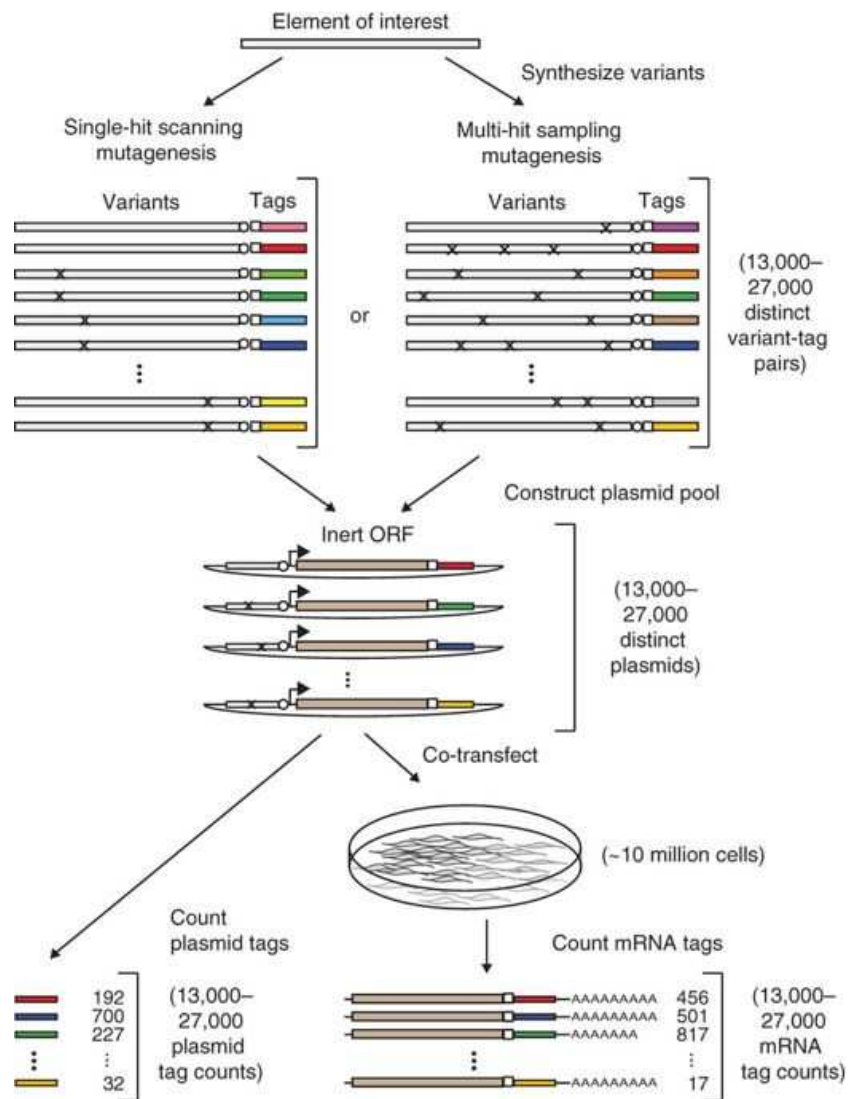 Element of interest
Synthesize variants
Single-hit scanning
mutagenesis
Multi-hit sampling
mutagenesis
Variants Tags
Variants Tags
or
(13,000–
27,000
distinct
variant-tag
pairs)
Construct plasmid pool
Inert ORF
(13,000–
27,000
distinct
plasmids)
Co-transfect
(~10 million cells)
Count
plasmid tags
Count mRNA tags
192
700
227
32
(13,000–
27,000
plasmid
tag counts)
AAAAAAAAA 456
AAAAAAAAA 501
AAAAAAA 817
AAAAAAAAA 17
(13,000–
27,000
mRNA
tag counts)